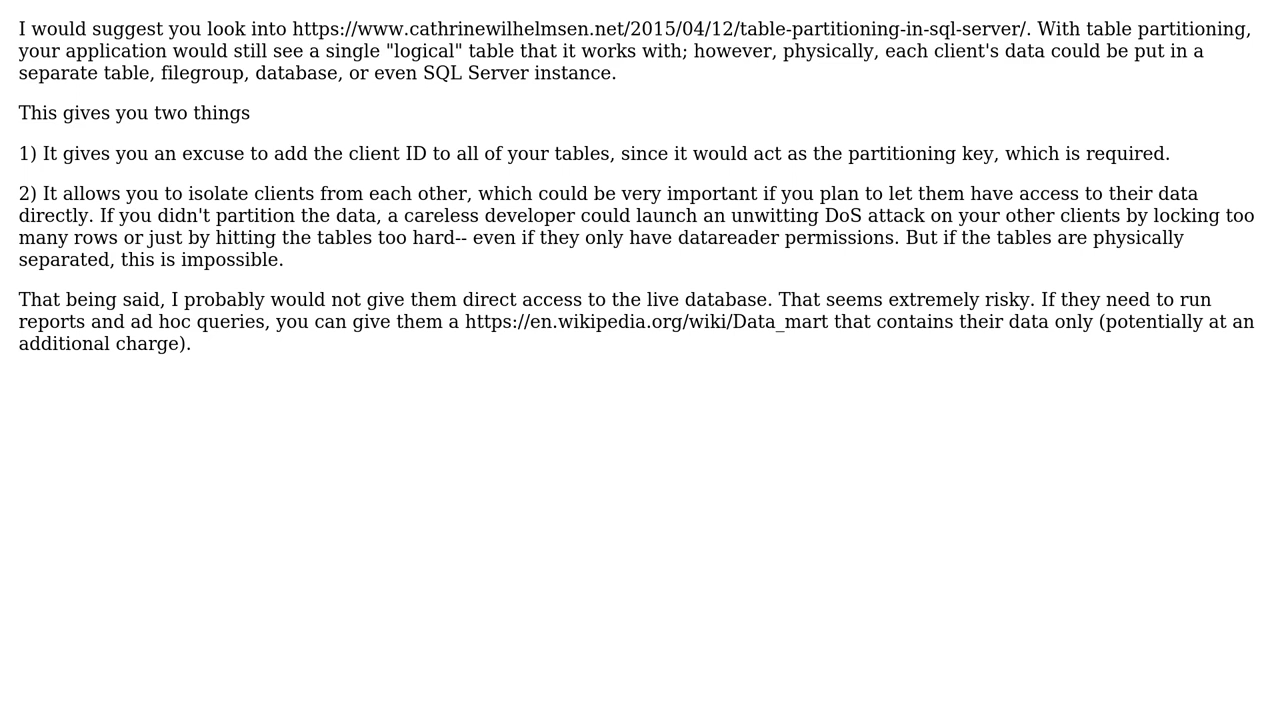 I would suggest you look into https://www.cathrinewilhelmsen.net/2015/04/12/table-partitioning-in-sql-server/. With table partitioning,
your application would still see a single "logical" table that it works with; however, physically, each client's data could be put in a
separate table, filegroup, database, or even SQL Server instance.
This gives you two things
1) It gives you an excuse to add the client ID to all of your tables, since it would act as the partitioning key, which is required.
2) It allows you to isolate clients from each other, which could be very important if you plan to let them have access to their data
directly. If you didn't partition the data, a careless developer could launch an unwitting DoS attack on your other clients by locking too
many rows or just by hitting the tables too hard-- even if they only have datareader permissions. But if the tables are physically
separated, this is impossible.
That being said, I probably would not give them direct access to the live database. That seems extremely risky. If they need to run
reports and ad hoc queries, you can give them a https://en.wikipedia.org/wiki/Data_mart that contains their data only (potentially at an
additional charge).